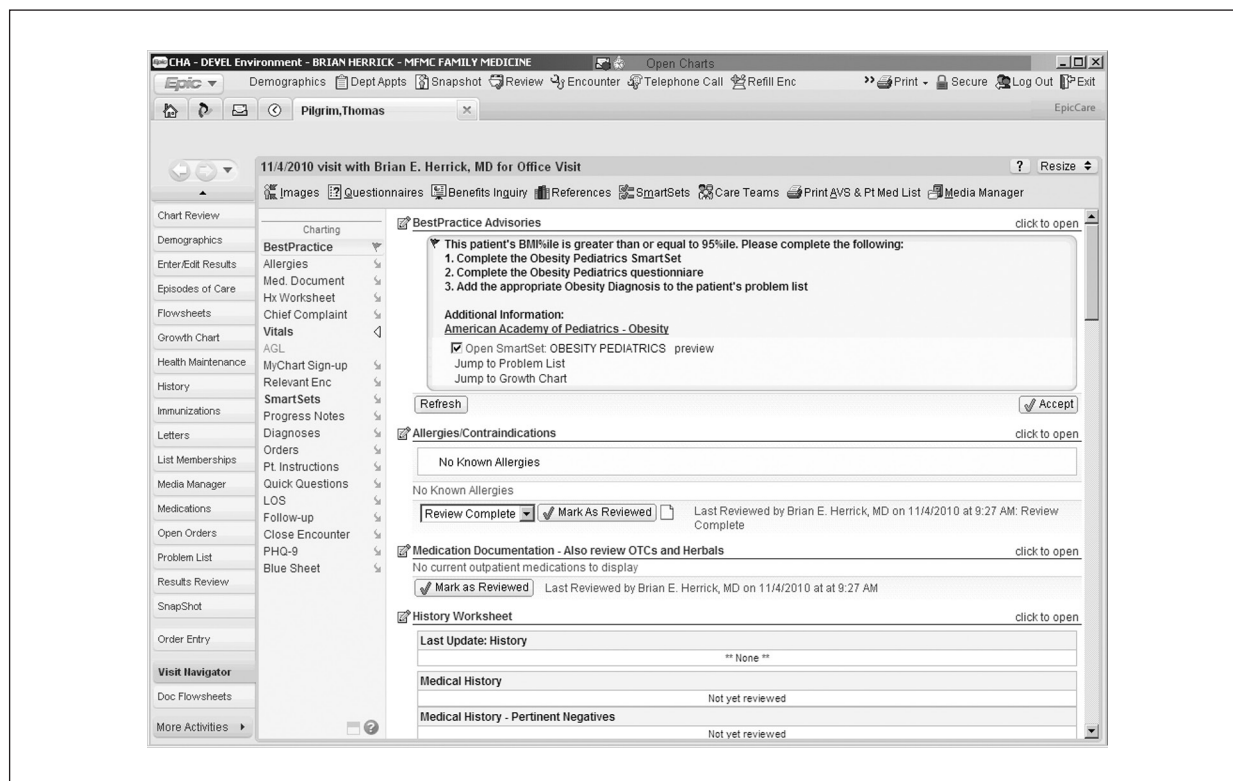 Epic CHA - DEVEL Environment - BRIAN HERRICK - MFMC FAMILY MEDICINE Open Charts
Epic Demographics Dept Appts Snapshot Review Encounter Telephone Call Refill Enc Print Secure Log Out Exit
Pilgrim,Thomas EpicCare
11/4/2010 visit with Brian E. Herrick, MD for Office Visit ? Resize
Images Questionnaires Benefits Inquiry References SmartSets Care Teams Print AVS & Pt Med List Media Manager
Chart Review
Demographics
Enter/Edit Results
Episodes of Care
Flowsheets
Growth Chart
Health Maintenance
History
Immunizations
Letters
List Memberships
Media Manager
Medications
Open Orders
Problem List
Results Review
SnapShot
Order Entry
Visit Navigator
Doc Flowsheets
More Activities
Charting
BestPractice
Allergies
Med. Document
Hx Worksheet
Chief Complaint
Vitals
AGL
MyChart Sign-up
Relevant Enc
SmartSets
Progress Notes
Diagnoses
Orders
Pt. Instructions
Quick Questions
LOS
Follow-up
Close Encounter
PHQ-9
Blue Sheet
?
BestPractice Advisories click to open
This patient's BMI%ile is greater than or equal to 95%ile. Please complete the following:
1. Complete the Obesity Pediatrics SmartSet
2. Complete the Obesity Pediatrics questionniare
3. Add the appropriate Obesity Diagnosis to the patient's problem list
Additional Information:
American Academy of Pediatrics - Obesity
Open SmartSet: OBESITY PEDIATRICS preview
Jump to Problem List
Jump to Growth Chart
Refresh Accept
Allergies/Contraindications click to open
No Known Allergies
No Known Allergies
Review Complete Mark As Reviewed Last Reviewed by Brian E. Herrick, MD on 11/4/2010 at 9:27 AM: Review
Complete
Medication Documentation - Also review OTCs and Herbals click to open
No current outpatient medications to display
Mark as Reviewed Last Reviewed by Brian E. Herrick, MD on 11/4/2010 at at 9:27 AM
History Worksheet click to open
Last Update: History
** None **
Medical History
Not yet reviewed
Medical History - Pertinent Negatives
Not yet reviewed